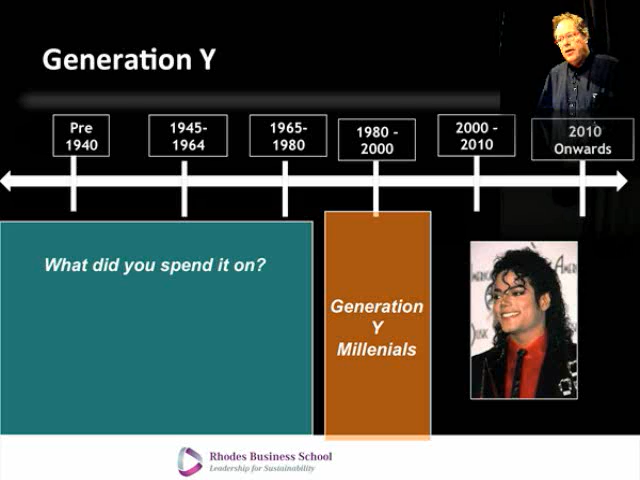 Generation Y
Pre
1940
1945-
1964
1965-
1980
1980 -
2000
2000 -
2010
2010
Onwards
What did you spend it on?
Generation
Y
Millenials
Rhodes Business School
Leadership for Sustainability